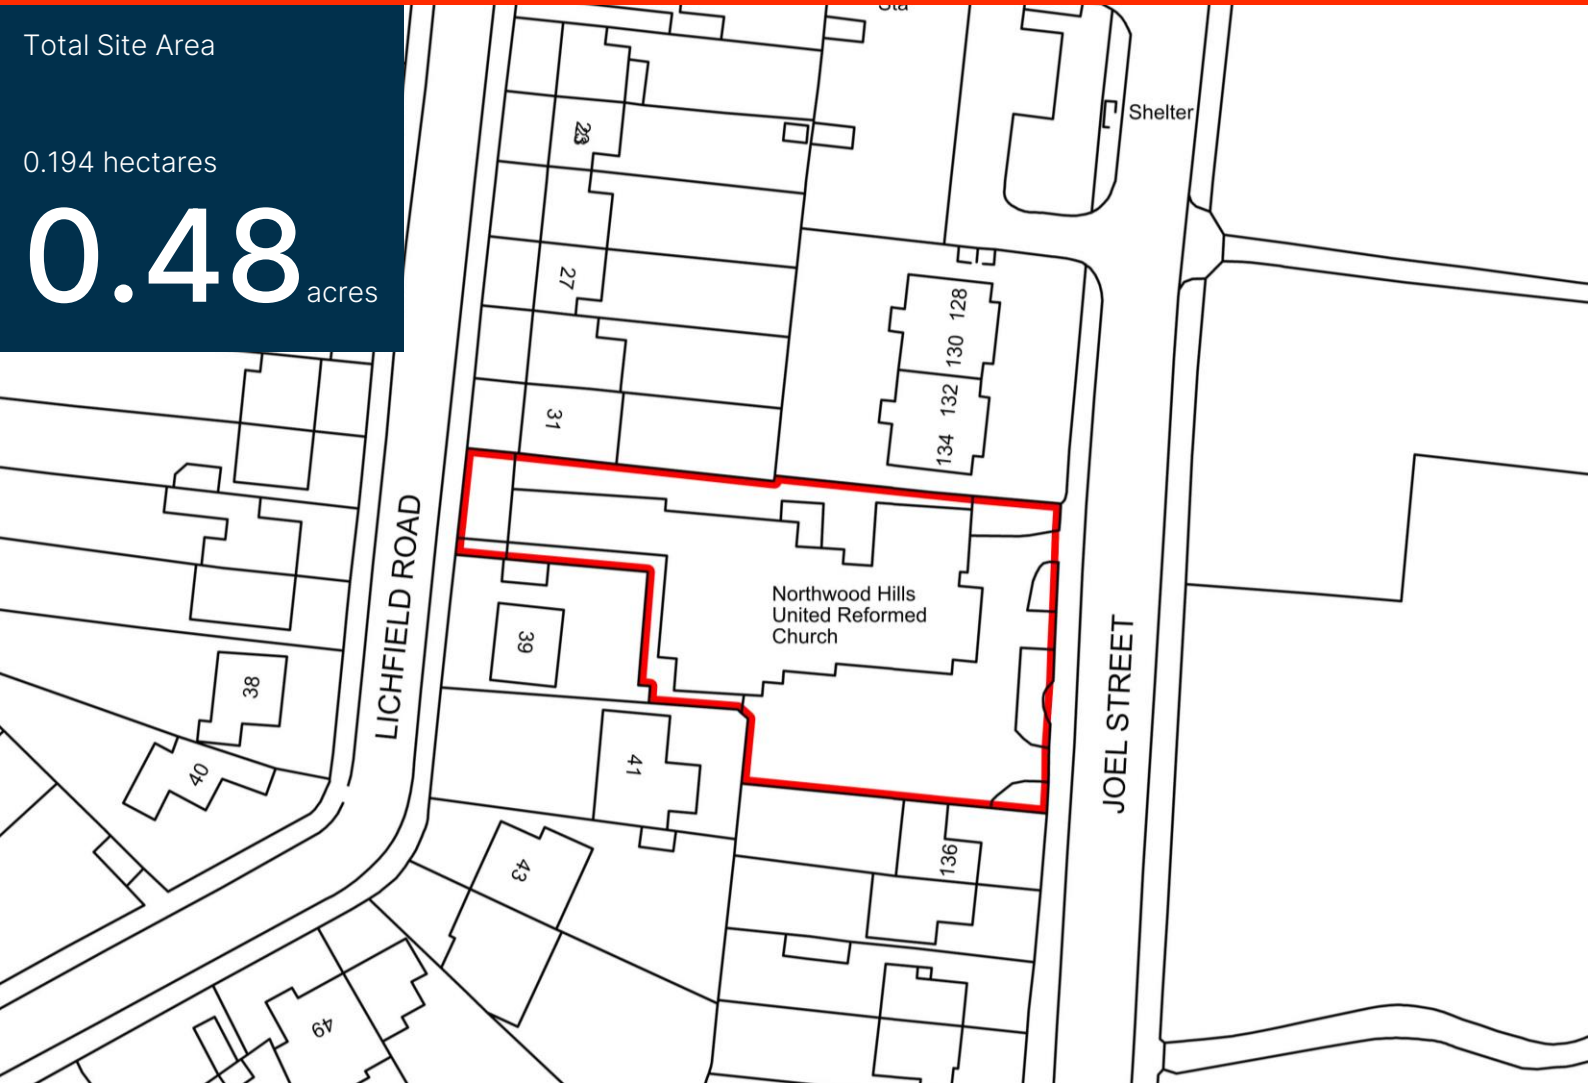 Total Site Area
0.194 hectares
0.48 acres
Shelter
27
31
128
130
132
134
Northwood Hills
United Reformed
Church
LICHFIELD ROAD
JOEL STREET
39
38
40
41
43
136
49